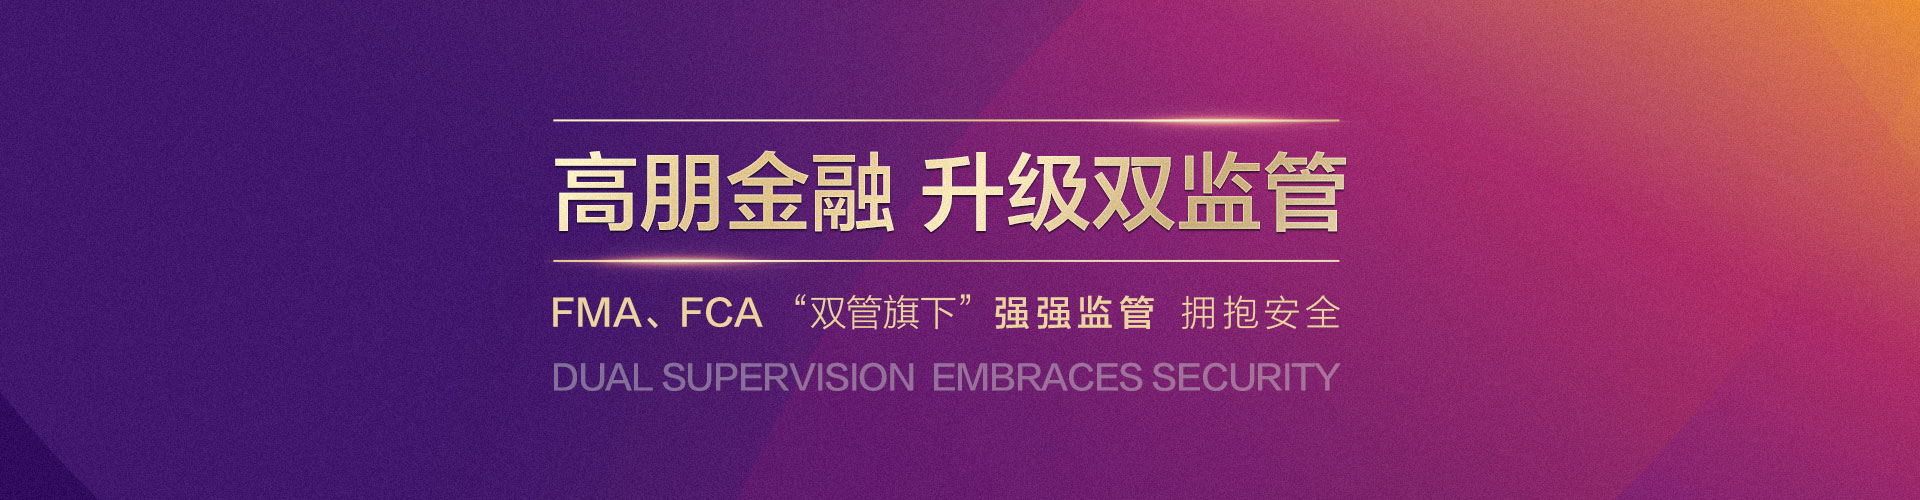 高朋金融 升级双监管
FMA、FCA “双管旗下” 强强监管 拥抱安全
DUAL SUPERVISION EMBRACES SECURITY